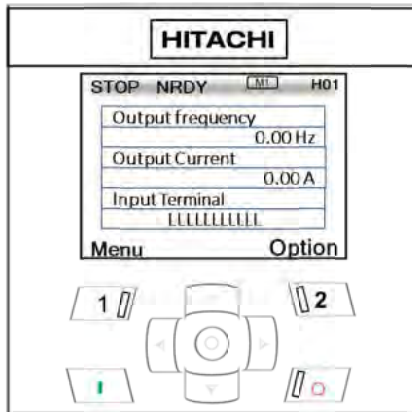 HITACHI
STOP NRDY M1 H01
Output frequency
0.00 Hz
Output Current
0.00 A
Input Terminal
LLLLLLLLLLL
Menu Option
1 2
I O